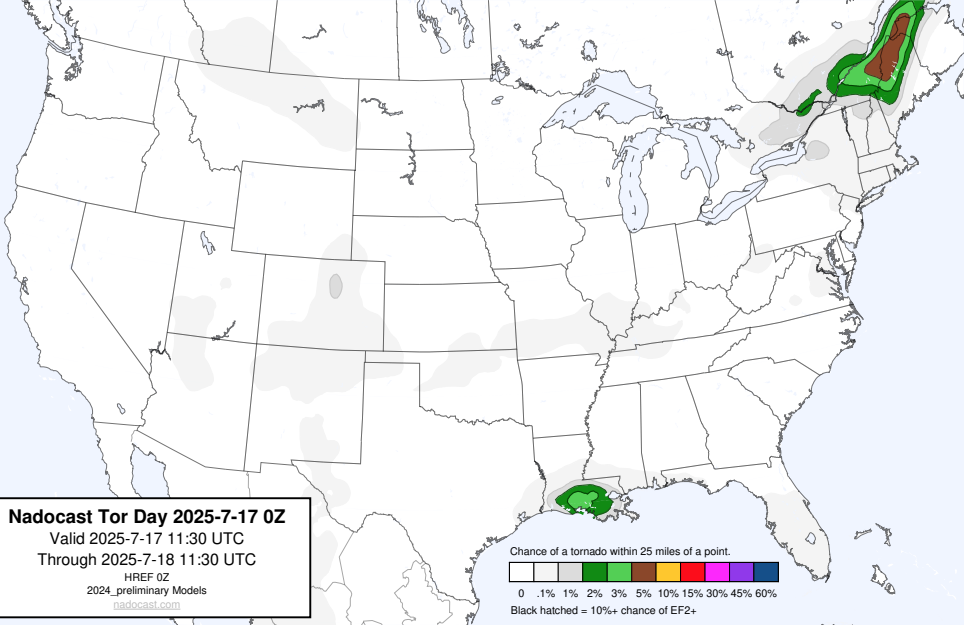 Nadocast Tor Day 2025-7-17 0Z
Valid 2025-7-17 11:30 UTC
Through 2025-7-18 11:30 UTC
HREF 0Z
2024_preliminary Models
nadocast.com
Chance of a tornado within 25 miles of a point.
0 .1% 1% 2% 3% 5% 10% 15% 30% 45% 60%
Black hatched = 10%+ chance of EF2+